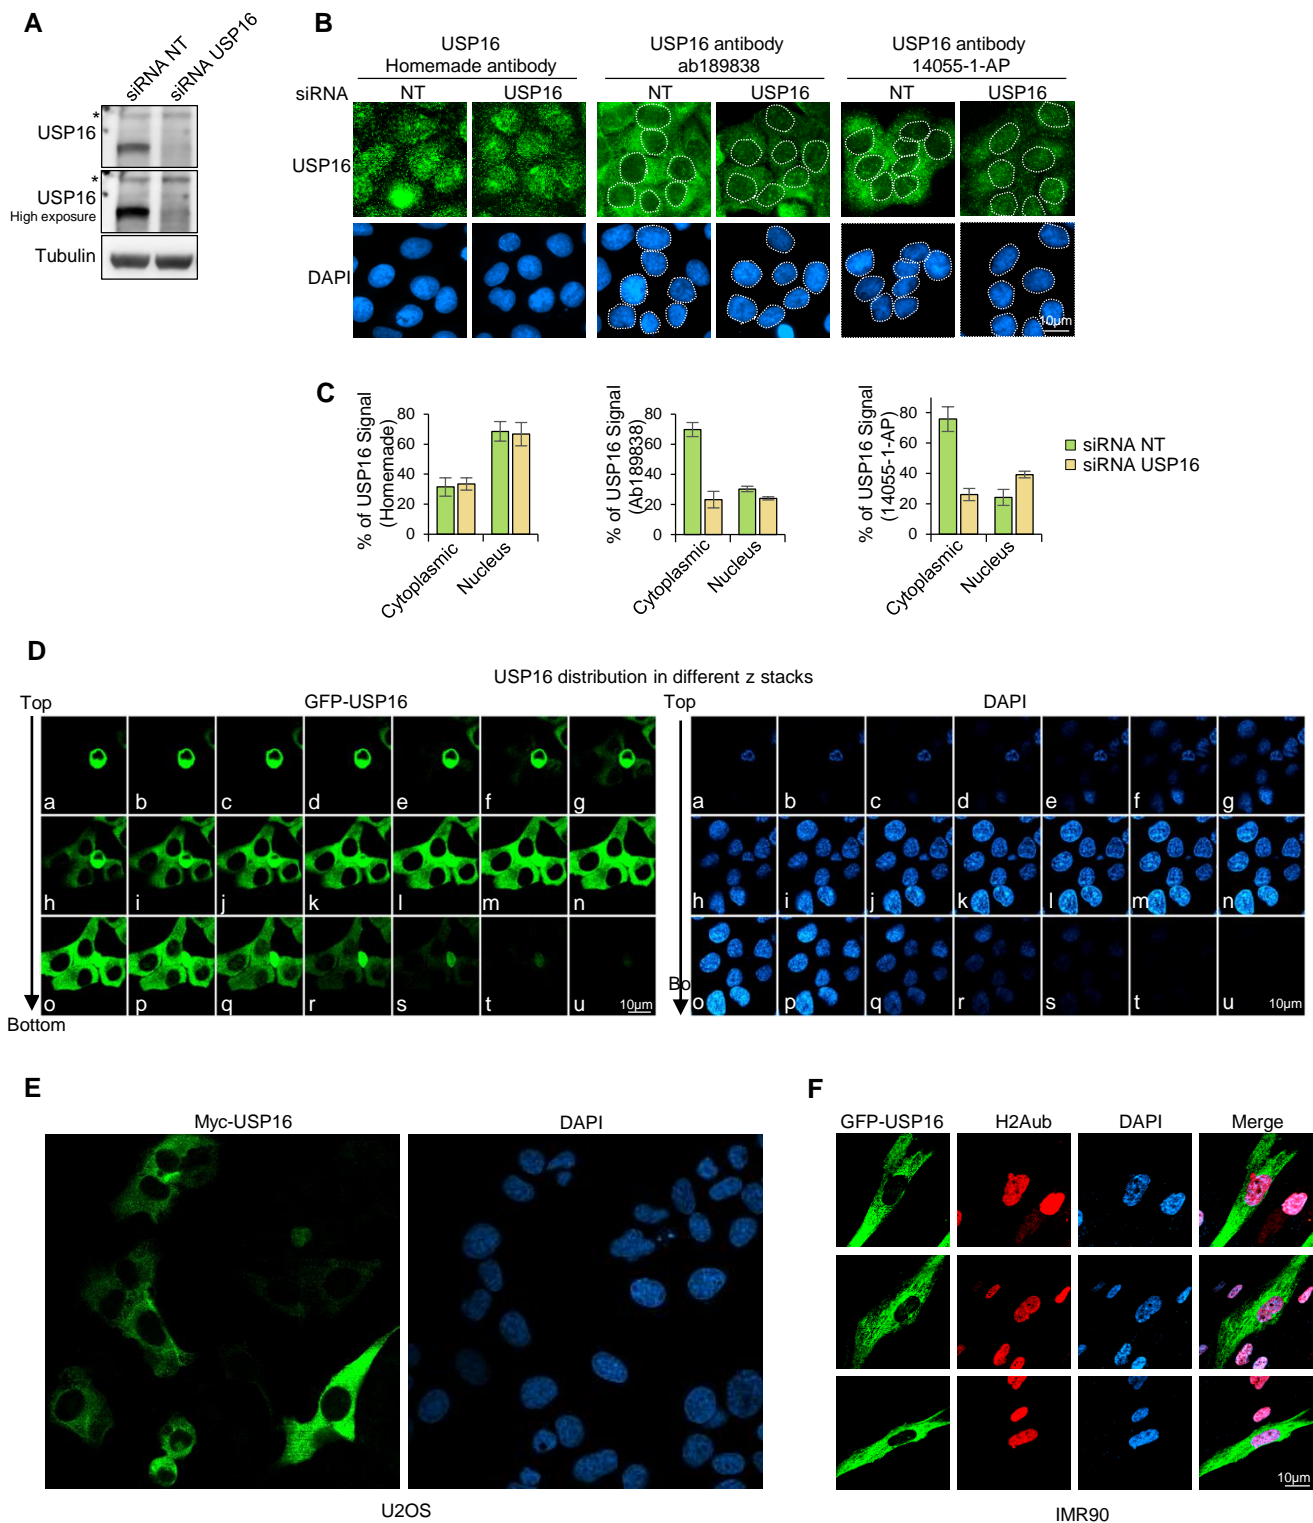 A
siRNA NT
siRNA USP16
*
USP16
*
USP16
High exposure
Tubulin
B
USP16
Homemade antibody
USP16 antibody
ab189838
USP16 antibody
14055-1-AP
siRNA
NT
USP16
NT
USP16
NT
USP16
USP16
DAPI
10µm
C
% of USP16 Signal
(Homemade)
80
60
40
20
0
Cytoplasmic
Nucleus
% of USP16 Signal
(Ab189838)
80
60
40
20
0
Cytoplasmic
Nucleus
% of USP16 Signal
(14055-1-AP)
80
60
40
20
0
Cytoplasmic
Nucleus
siRNA NT
siRNA USP16
D
USP16 distribution in different z stacks
Top
GFP-USP16
a b c d e f g
h i j k l m n
o p q r s t u
10µm
Bottom
Top
DAPI
a b c d e f g
h i j k l m n
o p q r s t u
10µm
Bo
E
Myc-USP16
DAPI
U2OS
F
GFP-USP16
H2Aub
DAPI
Merge
10µm
IMR90